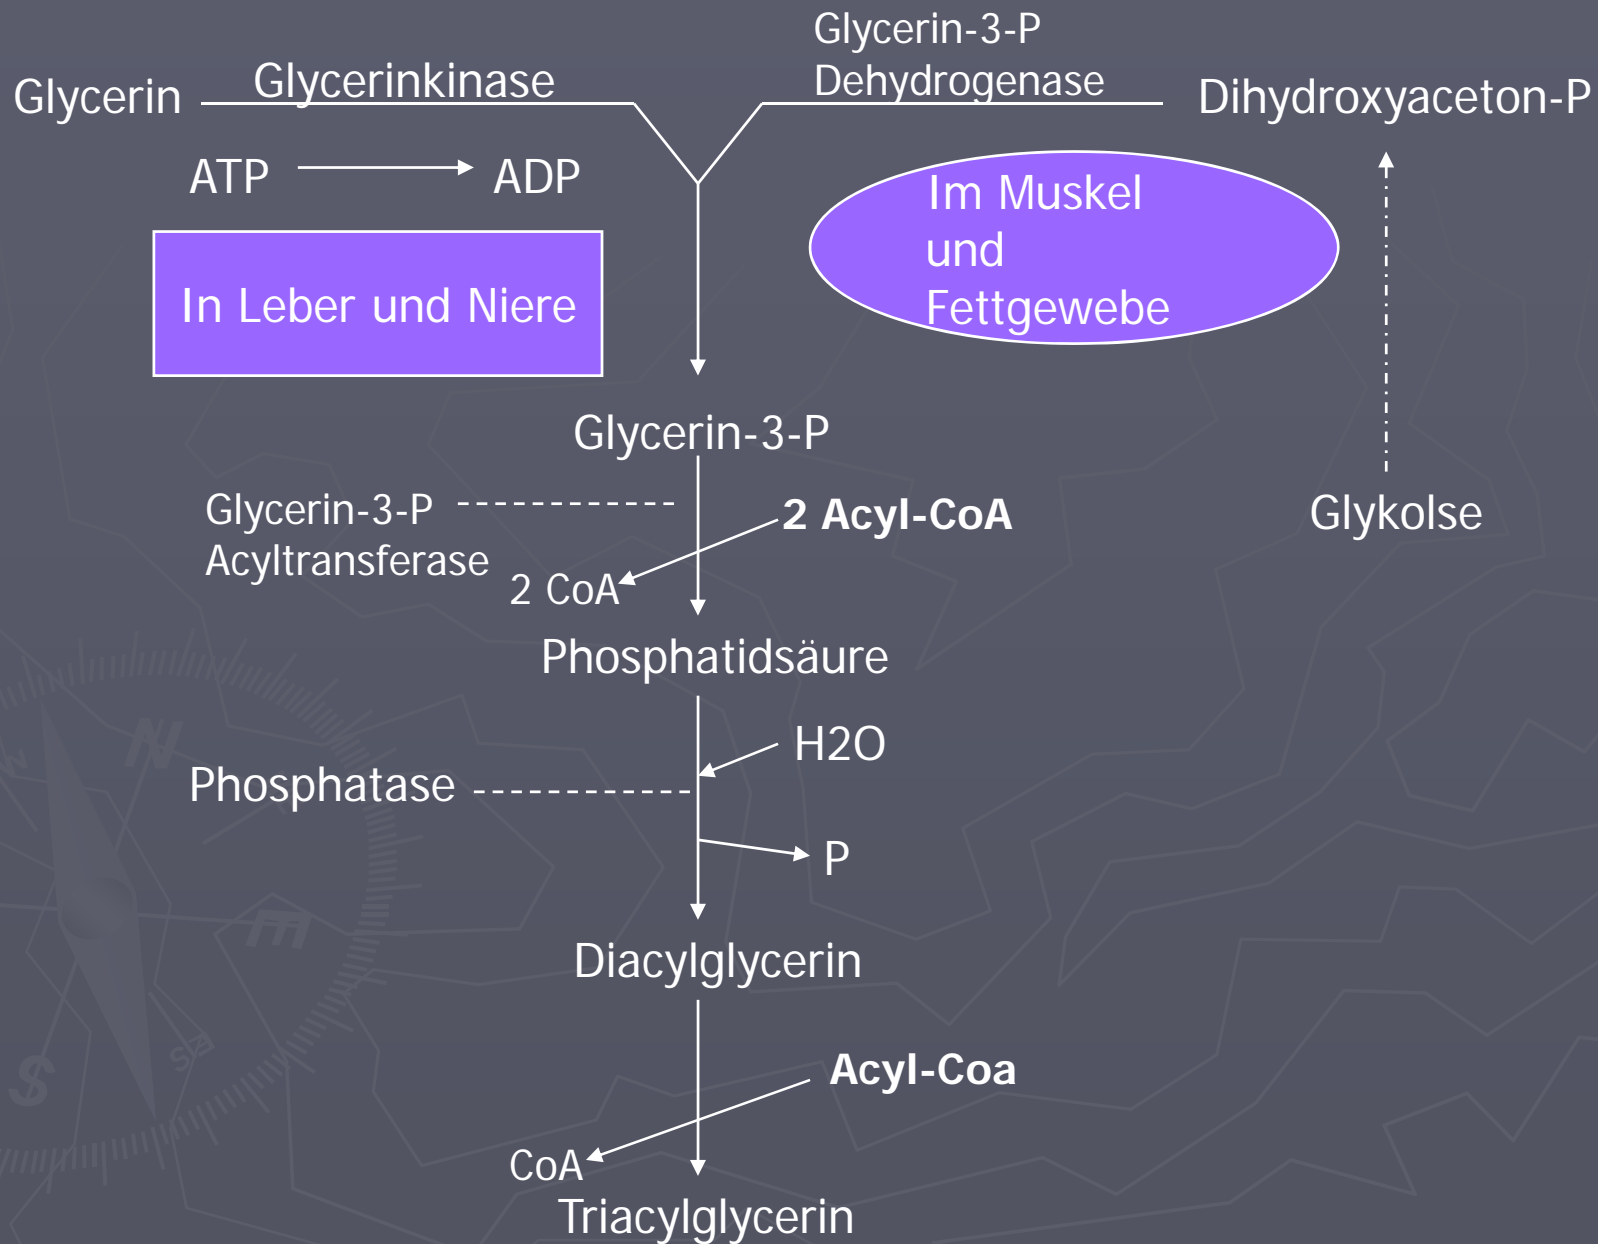 Glycerin-3-P
Dehydrogenase
Glycerin
Glycerinkinase
Dihydroxyaceton-P
ATP
ADP
Im Muskel
und
Fettgewebe
In Leber und Niere
Glycerin-3-P
Glycerin-3-P
Acyltransferase
2 Acyl-CoA
Glykolse
2 CoA
Phosphatidsäure
H2O
Phosphatase
P
Diacylglycerin
Acyl-Coa
CoA
Triacylglycerin
N
E
S